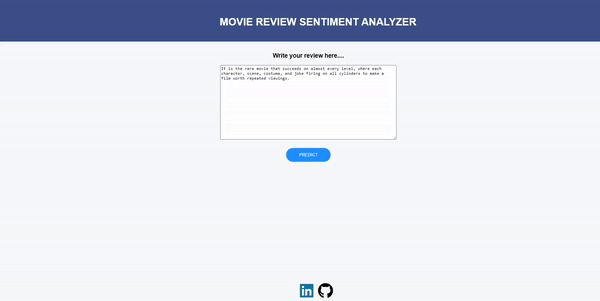 MOVIE REVIEW SENTIMENT ANALYZER
Write your review here....
It is the rare movie that succeeds on almost every level, where each
character, scene, costume, and joke firing on all cylinders to make a
film worth repeated viewings.
PREDICT
in